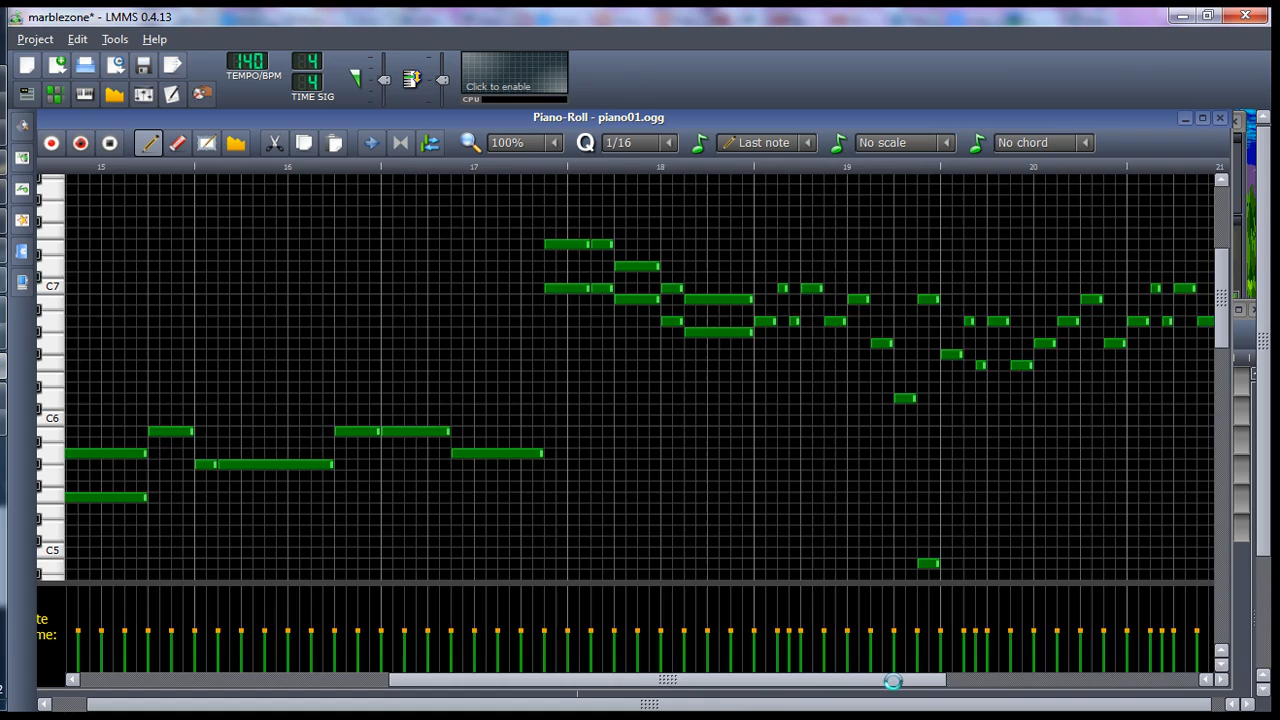 marblezone* - LMMS 0.4.13
Project Edit Tools Help
140
TEMPO/BPM
4
4
TIME SIG
Click to enable
CPU
Piano-Roll - piano01.ogg
100%
Q 1/16
Last note
No scale
No chord
15 16 17 18 19 20 21
C7
C6
C5
te
me:
2